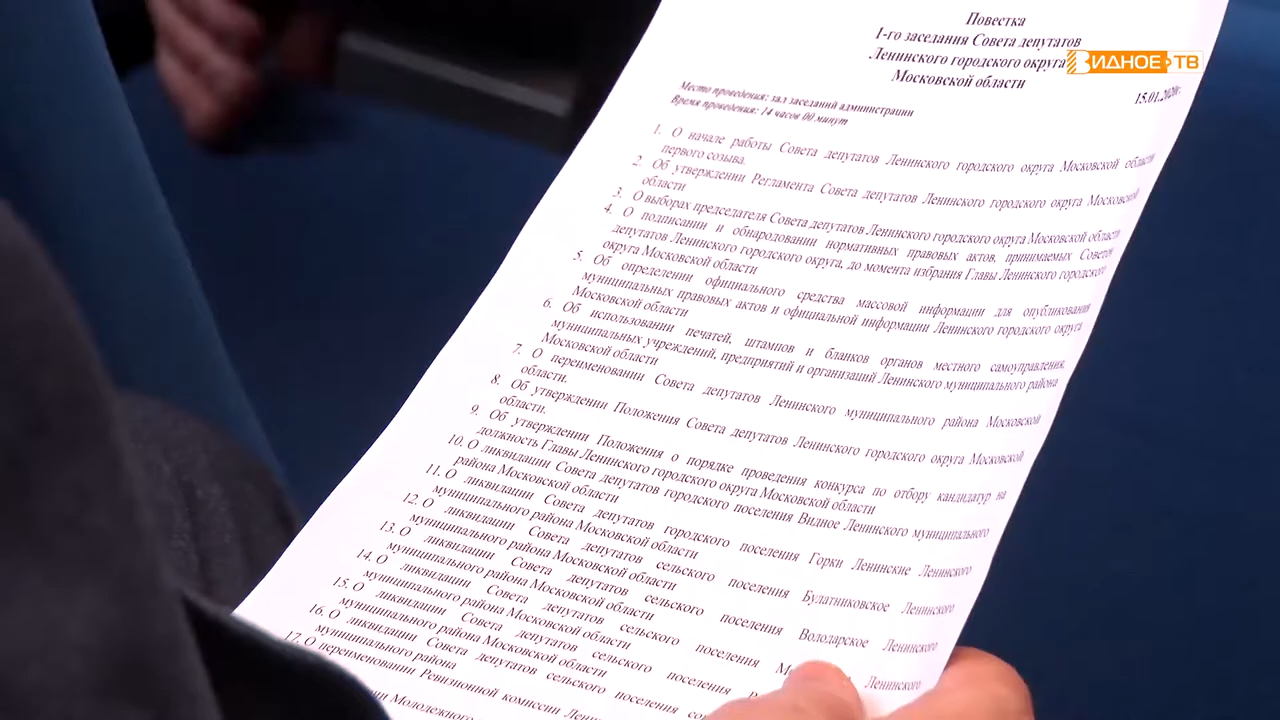 Повестка
1-го заседания Совета депутатов
Ленинского городского округа
Московской области
ВИДНОЕ ТВ
15.01.2020г.
Место проведения: зал заседаний администрации
Время проведения: 14 часов 00 минут
1. О начале работы Совета депутатов Ленинского городского округа Московской области
первого созыва.
2. Об утверждении Регламента Совета депутатов Ленинского городского округа Московской
области
3. О выборах председателя Совета депутатов Ленинского городского округа Московской области
4. О подписании и обнародовании нормативных правовых актов, принимаемых Советом
депутатов Ленинского городского округа, до момента избрания Главы Ленинского городского
округа Московской области
5. Об определении официального средства массовой информации для опубликования
муниципальных правовых актов и официальной информации Ленинского городского округа
Московской области
6. Об использовании печатей, штампов и бланков органов местного самоуправления,
муниципальных учреждений, предприятий и организаций Ленинского муниципального района
Московской области
7. О переименовании Совета депутатов Ленинского муниципального района Московской
области.
8. Об утверждении Положения Совета депутатов Ленинского городского округа Московской
области.
9. Об утверждении Положения о порядке проведения конкурса по отбору кандидатур на
должность Главы Ленинского городского округа Московской области
10. О ликвидации Совета депутатов городского поселения Видное Ленинского муниципального
района Московской области
11. О ликвидации Совета депутатов городского поселения Горки Ленинские Ленинского
муниципального района Московской области
12. О ликвидации Совета депутатов сельского поселения Булатниковское Ленинского
муниципального района Московской области
13. О ликвидации Совета депутатов сельского поселения Володарское Ленинского
муниципального района Московской области
14. О ликвидации Совета депутатов сельского поселения Ленинского
муниципального района Московской области
15. О ликвидации Совета депутатов сельского поселения
муниципального района Московской области
16. О ликвидации Совета депутатов сельского поселения
муниципального района
17. О переименовании Ревизионной комиссии
Молодежного